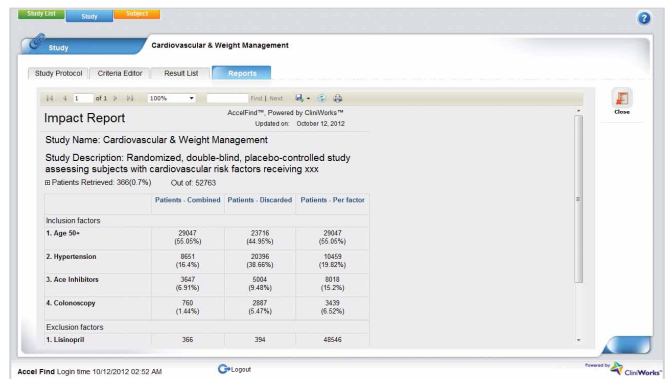 Study List Study Subject
Study Cardiovascular & Weight Management
Study Protocol Criteria Editor Result List Reports
1 of 1 100% Find | Next
Close
Impact Report
AccelFind™, Powered by CliniWorks™
Updated on: October 12, 2012
Study Name: Cardiovascular & Weight Management
Study Description: Randomized, double-blind, placebo-controlled study
assessing subjects with cardiovascular risk factors receiving xxx
Patients Retrieved: 366(0.7%) Out of: 52763
Patients - Combined Patients - Discarded Patients - Per factor
Inclusion factors
1. Age 50+ 29047 23716 29047
(55.05%) (44.95%) (55.05%)
2. Hypertension 8651 20396 10459
(16.4%) (38.66%) (19.82%)
3. Ace Inhibitors 3647 5004 8018
(6.91%) (9.48%) (15.2%)
4. Colonoscopy 760 2887 3439
(1.44%) (5.47%) (6.52%)
Exclusion factors
1. Lisinopril 366 394 48546
Accel Find Login time 10/12/2012 02:52 AM Logout Powered by CliniWorks™